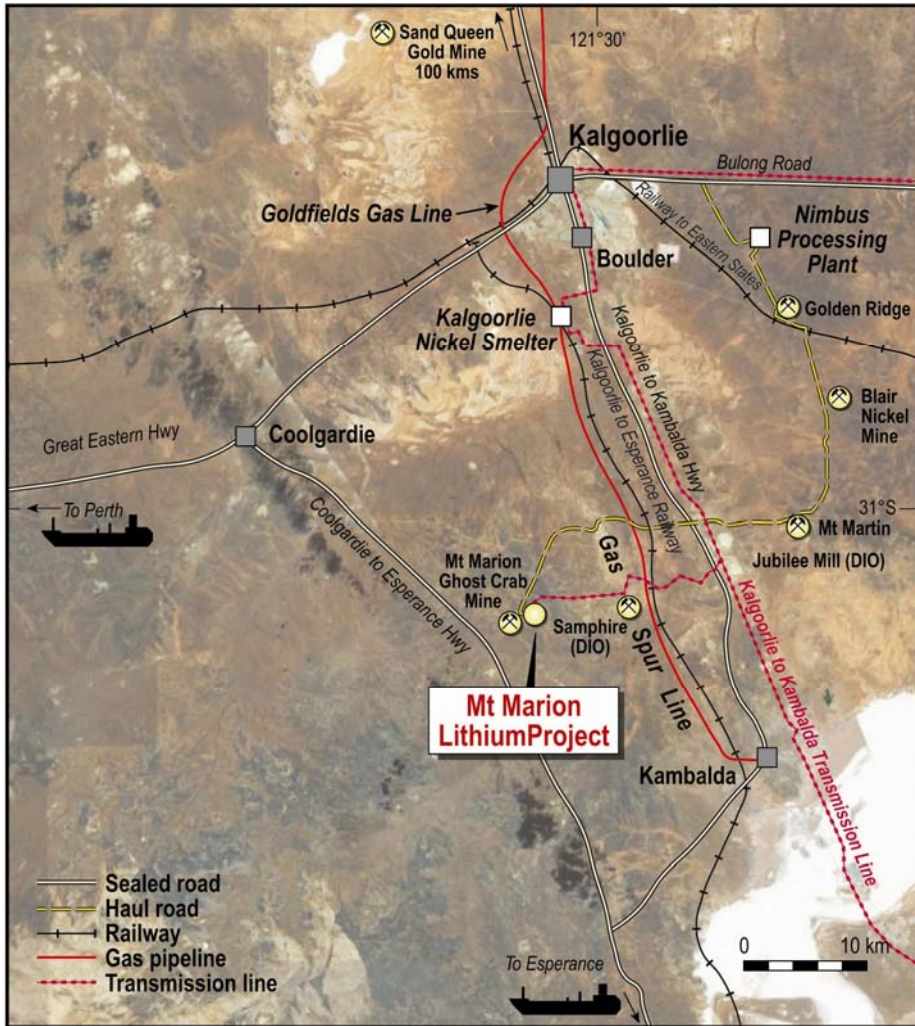 Sand Queen
Gold Mine
100 kms
121°30'
Kalgoorlie
Bulong Road
Goldfields Gas Line
Railway to Eastern States
Nimbus
Processing
Plant
Boulder
Golden Ridge
Kalgoorlie
Nickel Smelter
Kalgoorlie to Kambalda Hwy
Kalgoorlie to Esperance Railway
Blair
Nickel
Mine
Great Eastern Hwy
Coolgardie
To Perth
31°S
Coolgardie to Esperance Hwy
Mt Martin
Jubilee Mill (DIO)
Mt Marion
Ghost Crab
Mine
Gas Spur Line
Samphire
(DIO)
Kalgoorlie to Kambalda Transmission Line
Mt Marion
LithiumProject
Kambalda
Sealed road
Haul road
Railway
Gas pipeline
Transmission line
0 10 km
To Esperance